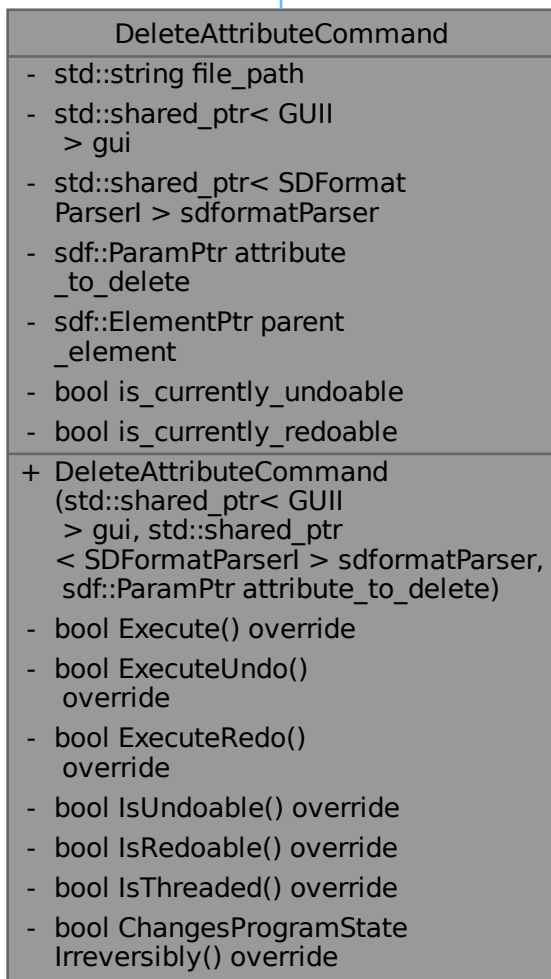 DeleteAttributeCommand
- std::string file_path
- std::shared_ptr< GUII
> gui
- std::shared_ptr< SDFormat
ParserI > sdformatParser
- sdf::ParamPtr attribute
_to_delete
- sdf::ElementPtr parent
_element
- bool is_currently_undoable
- bool is_currently_redoable
+ DeleteAttributeCommand
(std::shared_ptr< GUII
> gui, std::shared_ptr
< SDFormatParserI > sdformatParser,
sdf::ParamPtr attribute_to_delete)
- bool Execute() override
- bool ExecuteUndo()
override
- bool ExecuteRedo()
override
- bool IsUndoable() override
- bool IsRedoable() override
- bool IsThreaded() override
- bool ChangesProgramState
Irreversibly() override